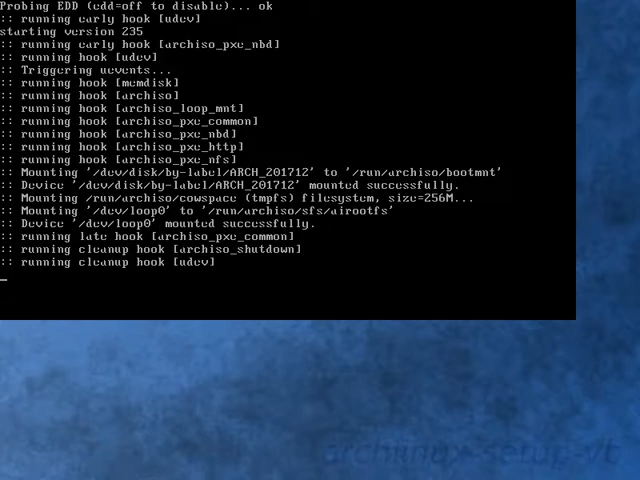 Probing EDD (edd=off to disable)... ok
:: running early hook [udev]
starting version 235
:: running early hook [archiso_pxe_nbd]
:: running hook [udev]
:: Triggering uevents...
:: running hook [memdisk]
:: running hook [archiso]
:: running hook [archiso_loop_mnt]
:: running hook [archiso_pxe_common]
:: running hook [archiso_pxe_nbd]
:: running hook [archiso_pxe_http]
:: running hook [archiso_pxe_nfs]
:: Mounting '/dev/disk/by-label/ARCH_201712' to '/run/archiso/bootmnt'
:: Device '/dev/disk/by-label/ARCH_201712' mounted successfully.
:: Mounting /run/archiso/cowspace (tmpfs) filesystem, size=256M...
:: Mounting '/dev/loop0' to '/run/archiso/sfs/airootfs'
:: Device '/dev/loop0' mounted successfully.
:: running late hook [archiso_pxe_common]
:: running cleanup hook [archiso_shutdown]
:: running cleanup hook [udev]
archlinux-setup-vt